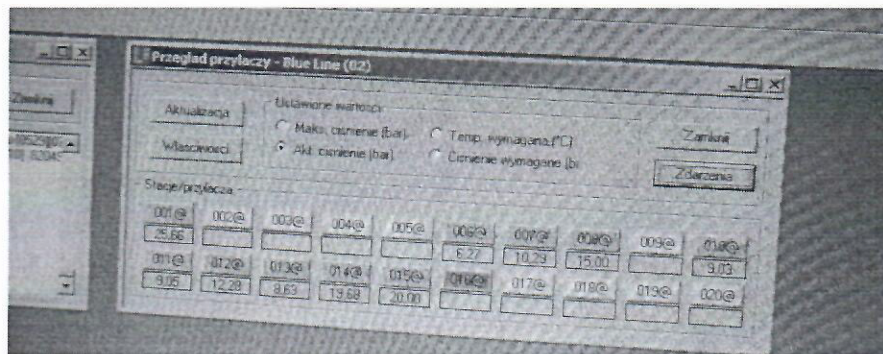 Przegląd przyłaczy - Blue Line (02)
Zamknij
Aktualizacja
Właściwości
Ustawione wartości:
Maks. ciśnienie [bar]
Temp. wymagana [°C]
Akt. ciśnienie [bar]
Ciśnienie wymagane [b
Zamknij
Zdarzenia
Stacje/przyłacza
001@ 002@ 003@ 004@ 005@ 006@ 007@ 008@ 009@ 010@
25.66 6.27 10.29 15.00 9.03
011@ 012@ 013@ 014@ 015@ 016@ 017@ 018@ 019@ 020@
9.05 12.28 8.63 19.68 20.00